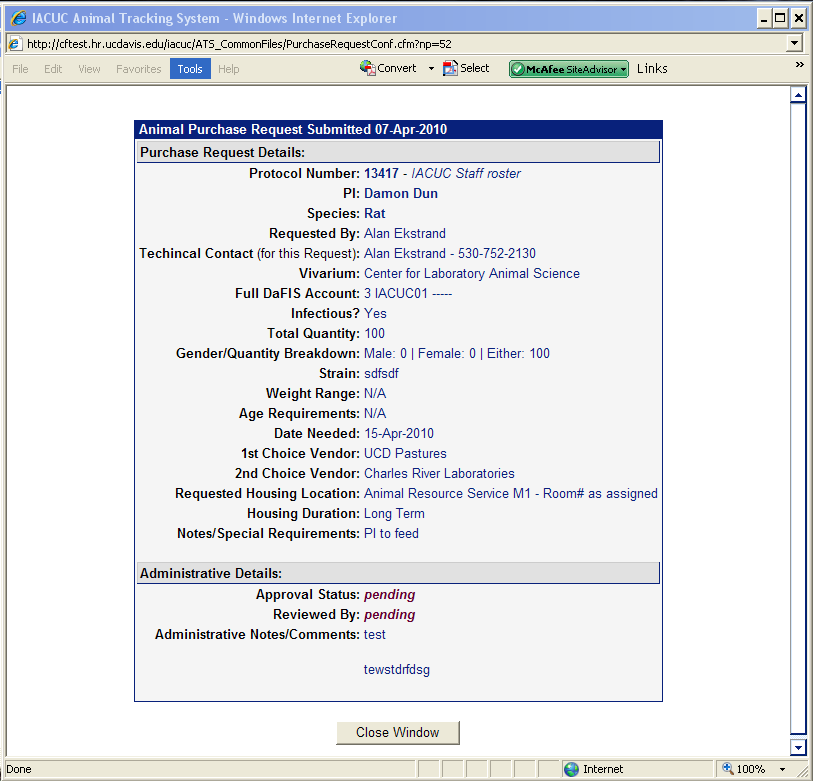 IACUC Animal Tracking System - Windows Internet Explorer
http://cftest.hr.ucdavis.edu/iacuc/ATS_CommonFiles/PurchaseRequestConf.cfm?np=52
File Edit View Favorites Tools Help Convert Select McAfee SiteAdvisor Links »
Animal Purchase Request Submitted 07-Apr-2010
Purchase Request Details:
Protocol Number: 13417 - IACUC Staff roster
PI: Damon Dun
Species: Rat
Requested By: Alan Ekstrand
Techincal Contact (for this Request): Alan Ekstrand - 530-752-2130
Vivarium: Center for Laboratory Animal Science
Full DaFIS Account: 3 IACUC01 -----
Infectious? Yes
Total Quantity: 100
Gender/Quantity Breakdown: Male: 0 | Female: 0 | Either: 100
Strain: sdfsdf
Weight Range: N/A
Age Requirements: N/A
Date Needed: 15-Apr-2010
1st Choice Vendor: UCD Pastures
2nd Choice Vendor: Charles River Laboratories
Requested Housing Location: Animal Resource Service M1 - Room# as assigned
Housing Duration: Long Term
Notes/Special Requirements: PI to feed
Administrative Details:
Approval Status: pending
Reviewed By: pending
Administrative Notes/Comments: test
tewstdrfdsg
Close Window
Done Internet 100%